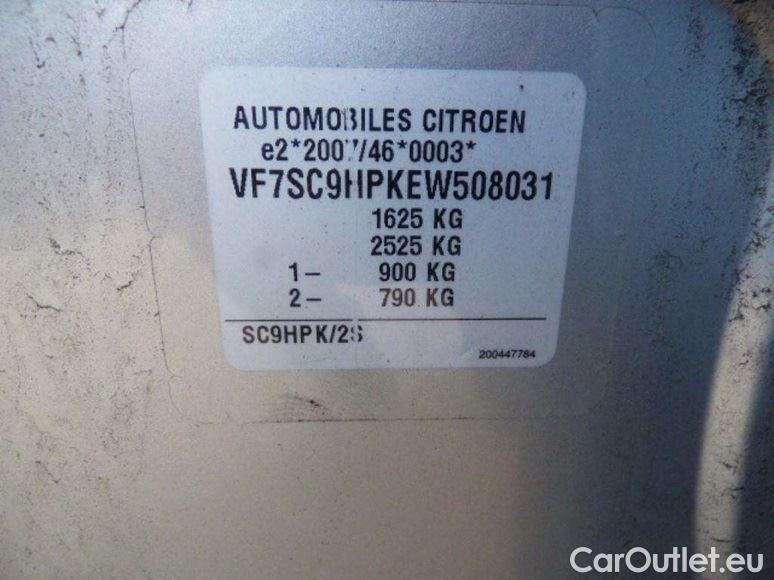 AUTOMOBILES CITROEN
e2*2007/46*0003*
VF7SC9HPKEW508031
1625 KG
2525 KG
1- 900 KG
2- 790 KG
SC9HPK/2S
200447784
CarOutlet.eu